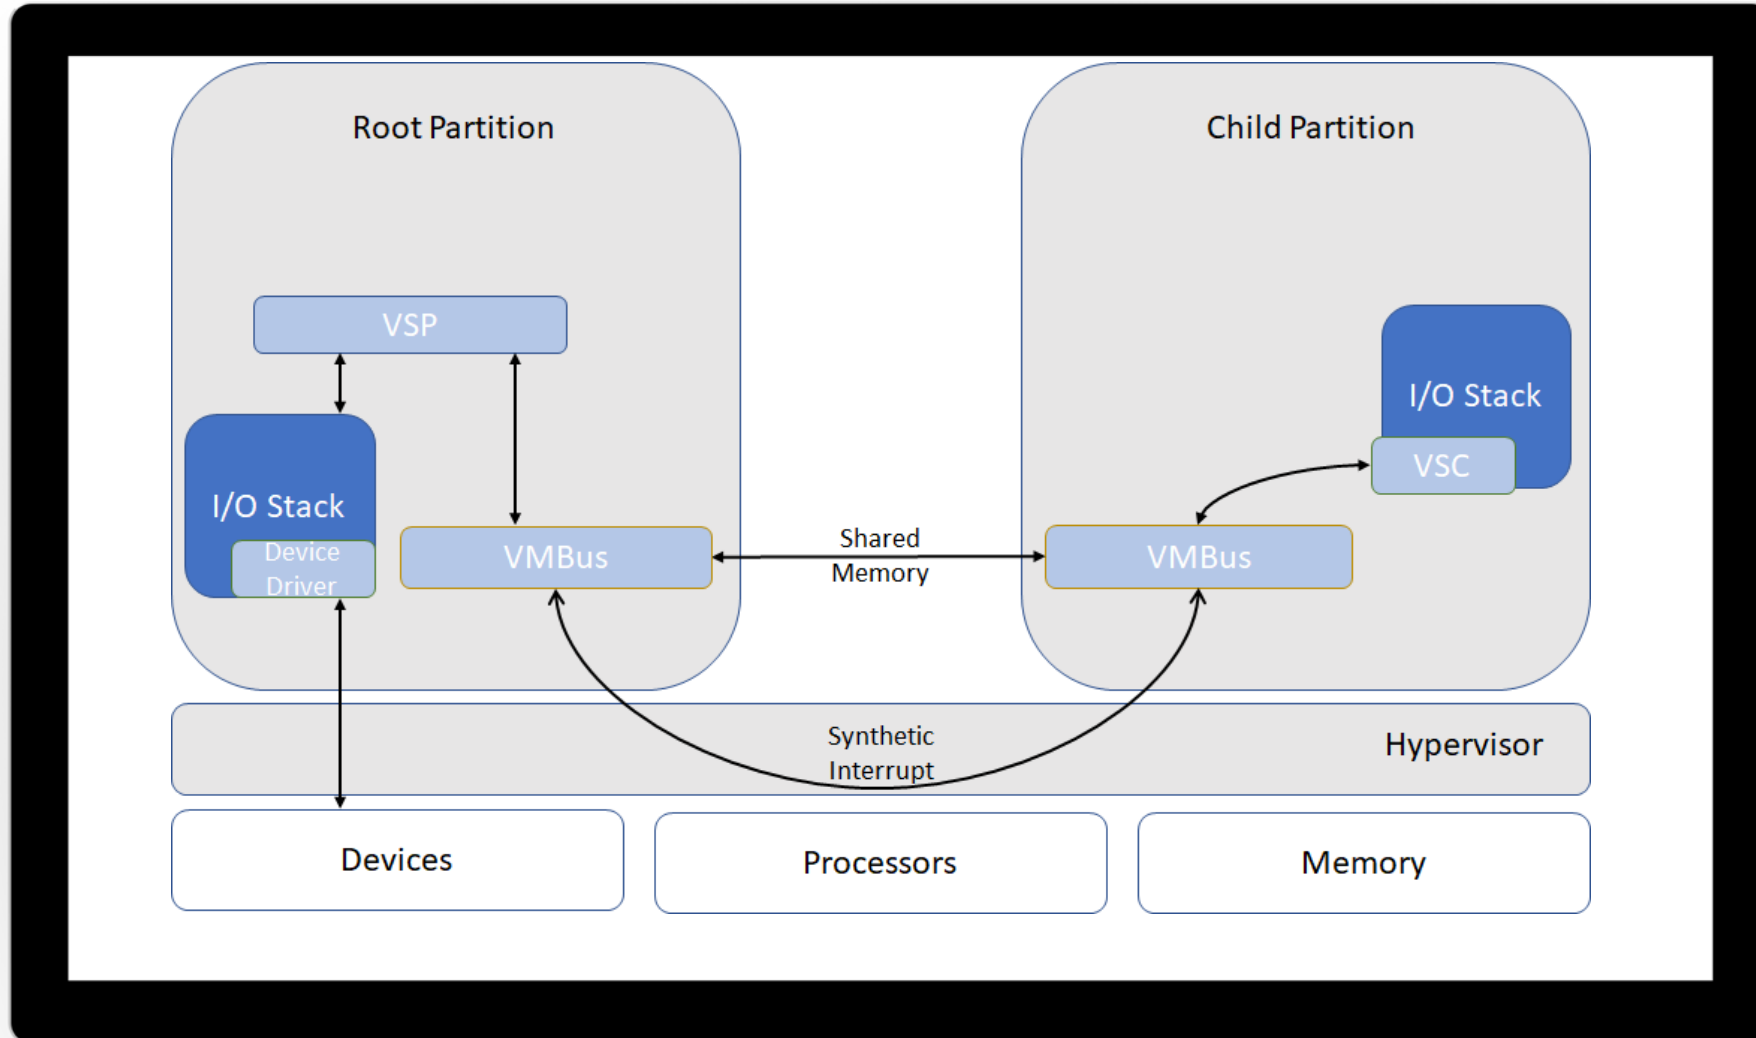 Root Partition
Child Partition
VSP
I/O Stack
VSC
I/O Stack
Device
Driver
VMBus
Shared
Memory
VMBus
Synthetic
Interrupt
Hypervisor
Devices
Processors
Memory